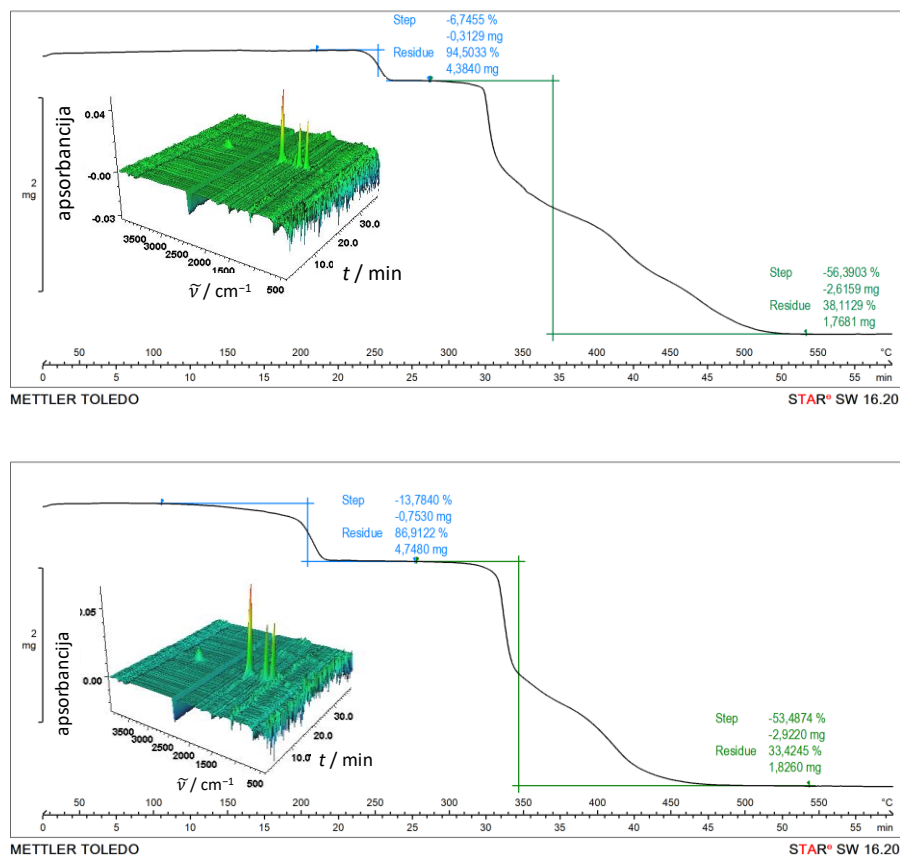 Step -6,7455 %
-0,3129 mg
Residue 94,5033 %
4,3840 mg
apsorbancija
0.04
-0.00
-0.03
3500 3000 2500 2000 1500 500
ṽ / cm⁻¹
10.0 20.0 30.0
t / min
2
mg
Step -56,3903 %
-2,6159 mg
Residue 38,1129 %
1,7681 mg
50 100 150 200 250 300 350 400 450 500 550 °C
0 5 10 15 20 25 30 35 40 45 50 55 min
METTLER TOLEDO STARᵉ SW 16.20
Step -13,7840 %
-0,7530 mg
Residue 86,9122 %
4,7480 mg
apsorbancija
0.05
0.00
3500 3000 2500 2000 1500 500
ṽ / cm⁻¹
10.0 20.0 30.0
t / min
2
mg
Step -53,4874 %
-2,9220 mg
Residue 33,4245 %
1,8260 mg
50 100 150 200 250 300 350 400 450 500 550 °C
0 5 10 15 20 25 30 35 40 45 50 55 min
METTLER TOLEDO STARᵉ SW 16.20